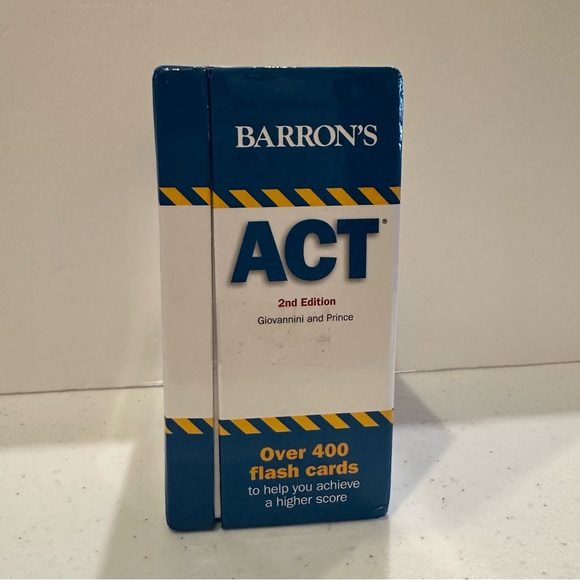 BARRON'S
ACT®
2nd Edition
Giovannini and Prince
Over 400
flash cards
to help you achieve
a higher score